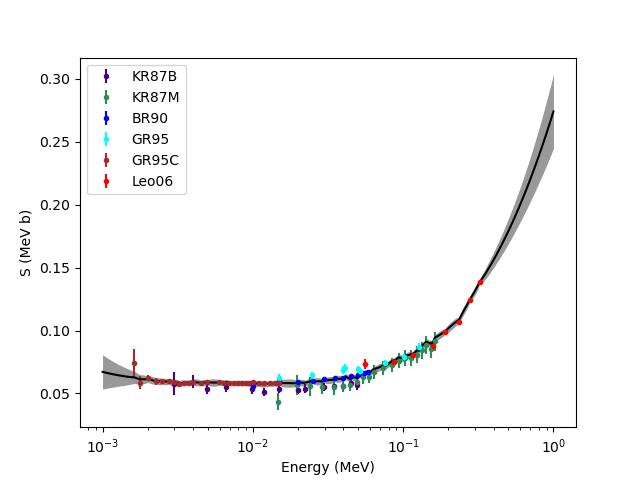 KR87B
KR87M
BR90
GR95
GR95C
Leo06
0.30
0.25
0.20
0.15
0.10
0.05
S (MeV b)
10⁻³
10⁻²
10⁻¹
10⁰
Energy (MeV)